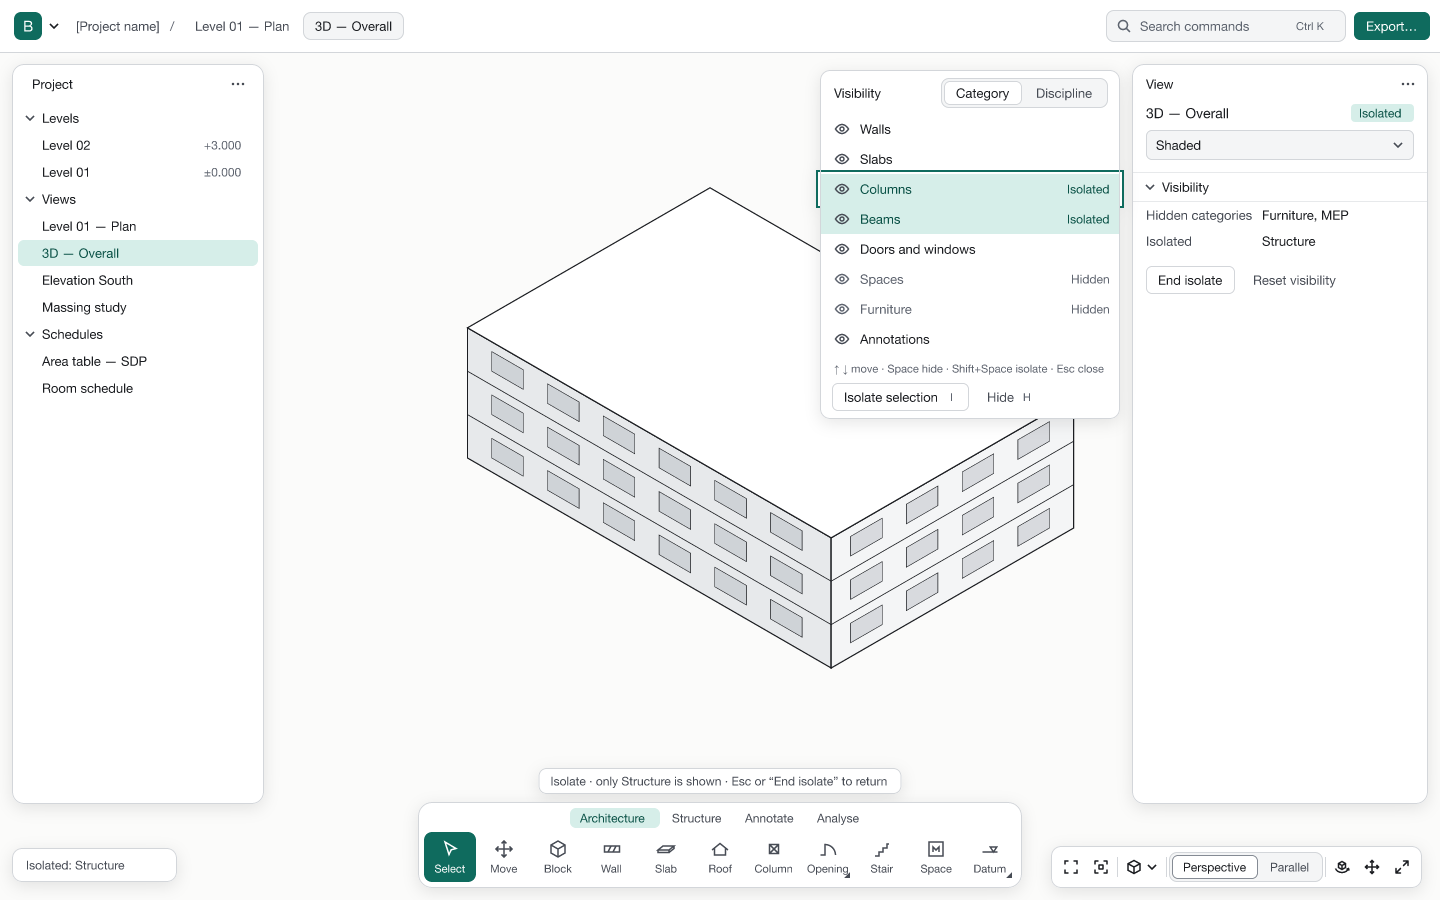 B [Project name] / Level 01 — Plan 3D — Overall Search commands Ctrl K Export...
Project
Levels
Level 02 +3.000
Level 01 ±0.000
Views
Level 01 — Plan
3D — Overall
Elevation South
Massing study
Schedules
Area table — SDP
Room schedule
Visibility Category Discipline
Walls
Slabs
Columns Isolated
Beams Isolated
Doors and windows
Spaces Hidden
Furniture Hidden
Annotations
↑ ↓ move · Space hide · Shift+Space isolate · Esc close
Isolate selection I Hide H
View
3D — Overall Isolated
Shaded
Visibility
Hidden categories Furniture, MEP
Isolated Structure
End isolate Reset visibility
Isolate · only Structure is shown · Esc or “End isolate” to return
Architecture Structure Annotate Analyse
Select Move Block Wall Slab Roof Column Opening Stair Space Datum
Isolated: Structure
Perspective Parallel